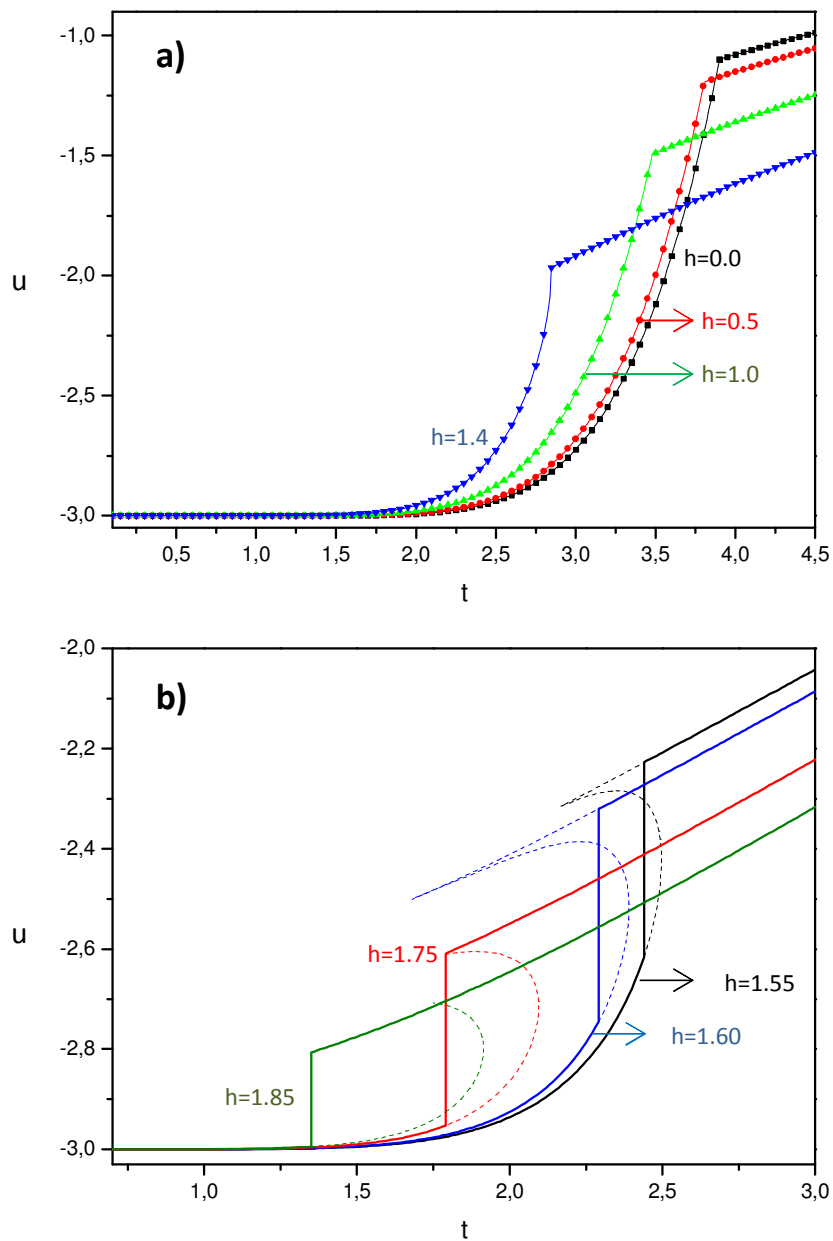 a)
-1,0
-1,5
-2,0
-2,5
-3,0
u
h=0.0
h=0.5
h=1.0
h=1.4
0,5 1,0 1,5 2,0 2,5 3,0 3,5 4,0 4,5
t
b)
-2,0
-2,2
-2,4
-2,6
-2,8
-3,0
u
h=1.75
h=1.55
h=1.60
h=1.85
1,0 1,5 2,0 2,5 3,0
t